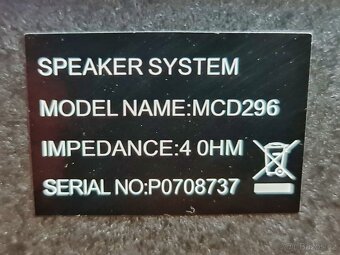 SPEAKER SYSTEM
MODEL NAME:MCD296
IMPEDANCE:4 0HM
SERIAL NO:P0708737